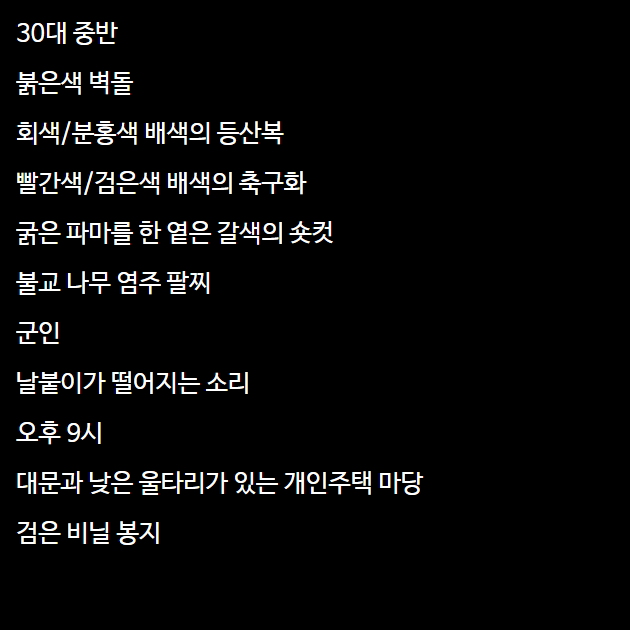 30대 중반
붉은색 벽돌
회색/분홍색 배색의 등산복
빨간색/검은색 배색의 축구화
굵은 파마를 한 옅은 갈색의 숏컷
불교 나무 염주 팔찌
군인
날붙이가 떨어지는 소리
오후 9시
대문과 낮은 울타리가 있는 개인주택 마당
검은 비닐 봉지